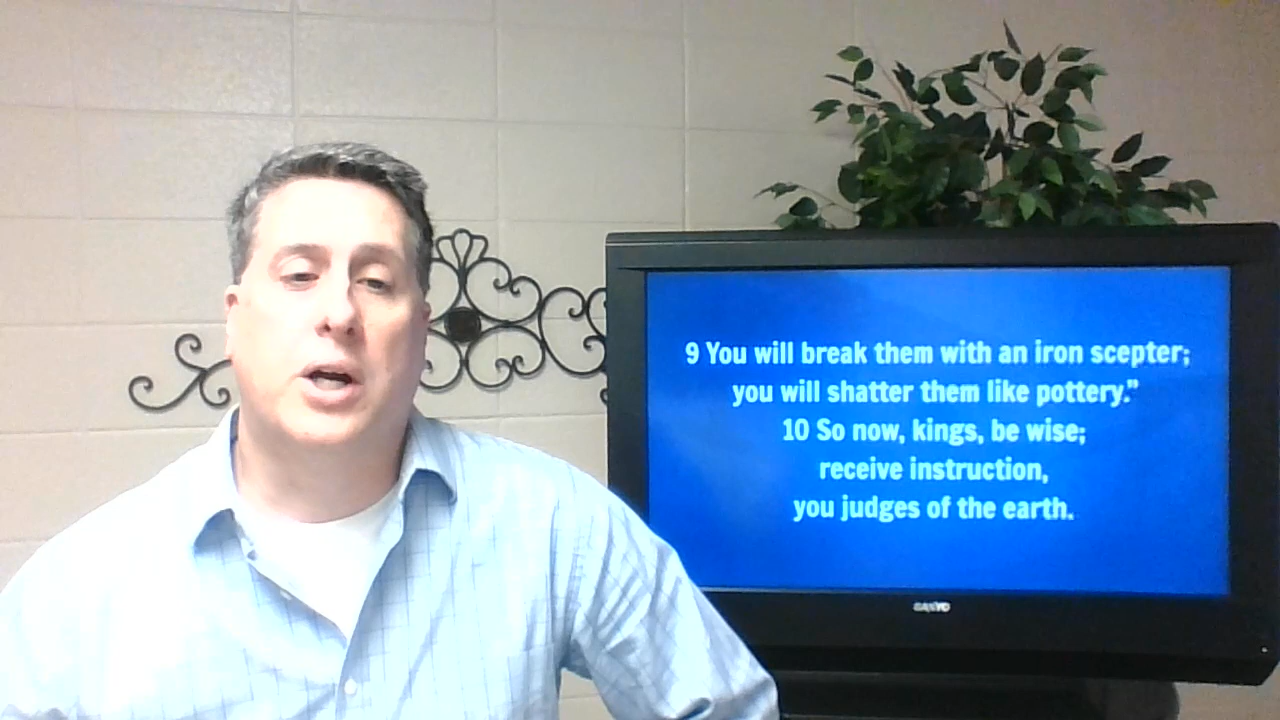 9 You will break them with an iron scepter;
you will shatter them like pottery.”
10 So now, kings, be wise;
receive instruction,
you judges of the earth.
SANYO